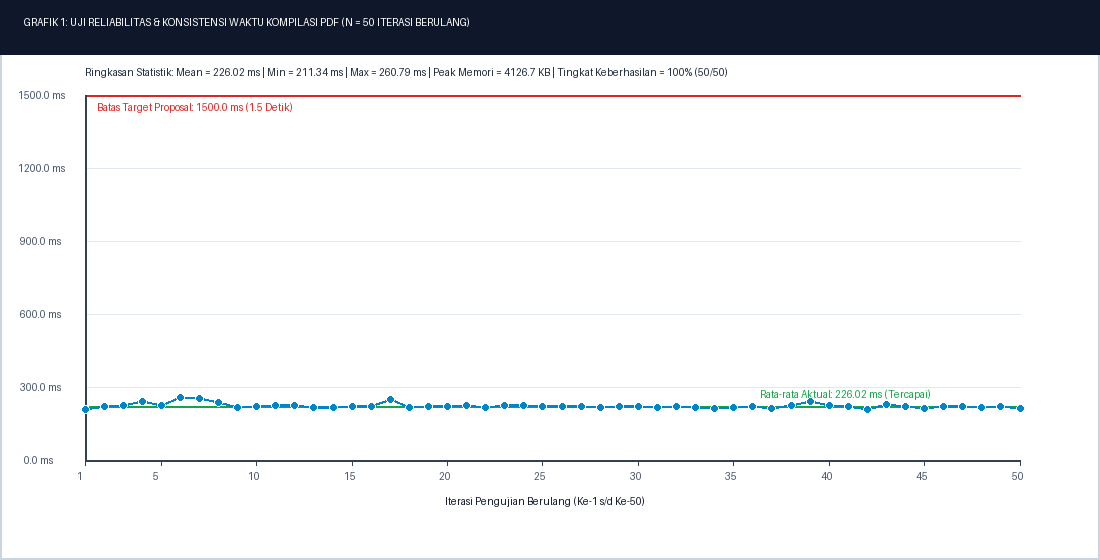 GRAFIK 1: UJI RELIABILITAS & KONSISTENSI WAKTU KOMPILASI PDF (N = 50 ITERASI BERULANG)
Ringkasan Statistik: Mean = 226.02 ms | Min = 211.34 ms | Max = 260.79 ms | Peak Memori = 4126.7 KB | Tingkat Keberhasilan = 100% (50/50)
1500.0 ms
Batas Target Proposal: 1500.0 ms (1.5 Detik)
1200.0 ms
900.0 ms
600.0 ms
300.0 ms
Rata-rata Aktual: 226.02 ms (Tercapai)
0.0 ms
1 5 10 15 20 25 30 35 40 45 50
Iterasi Pengujian Berulang (Ke-1 s/d Ke-50)